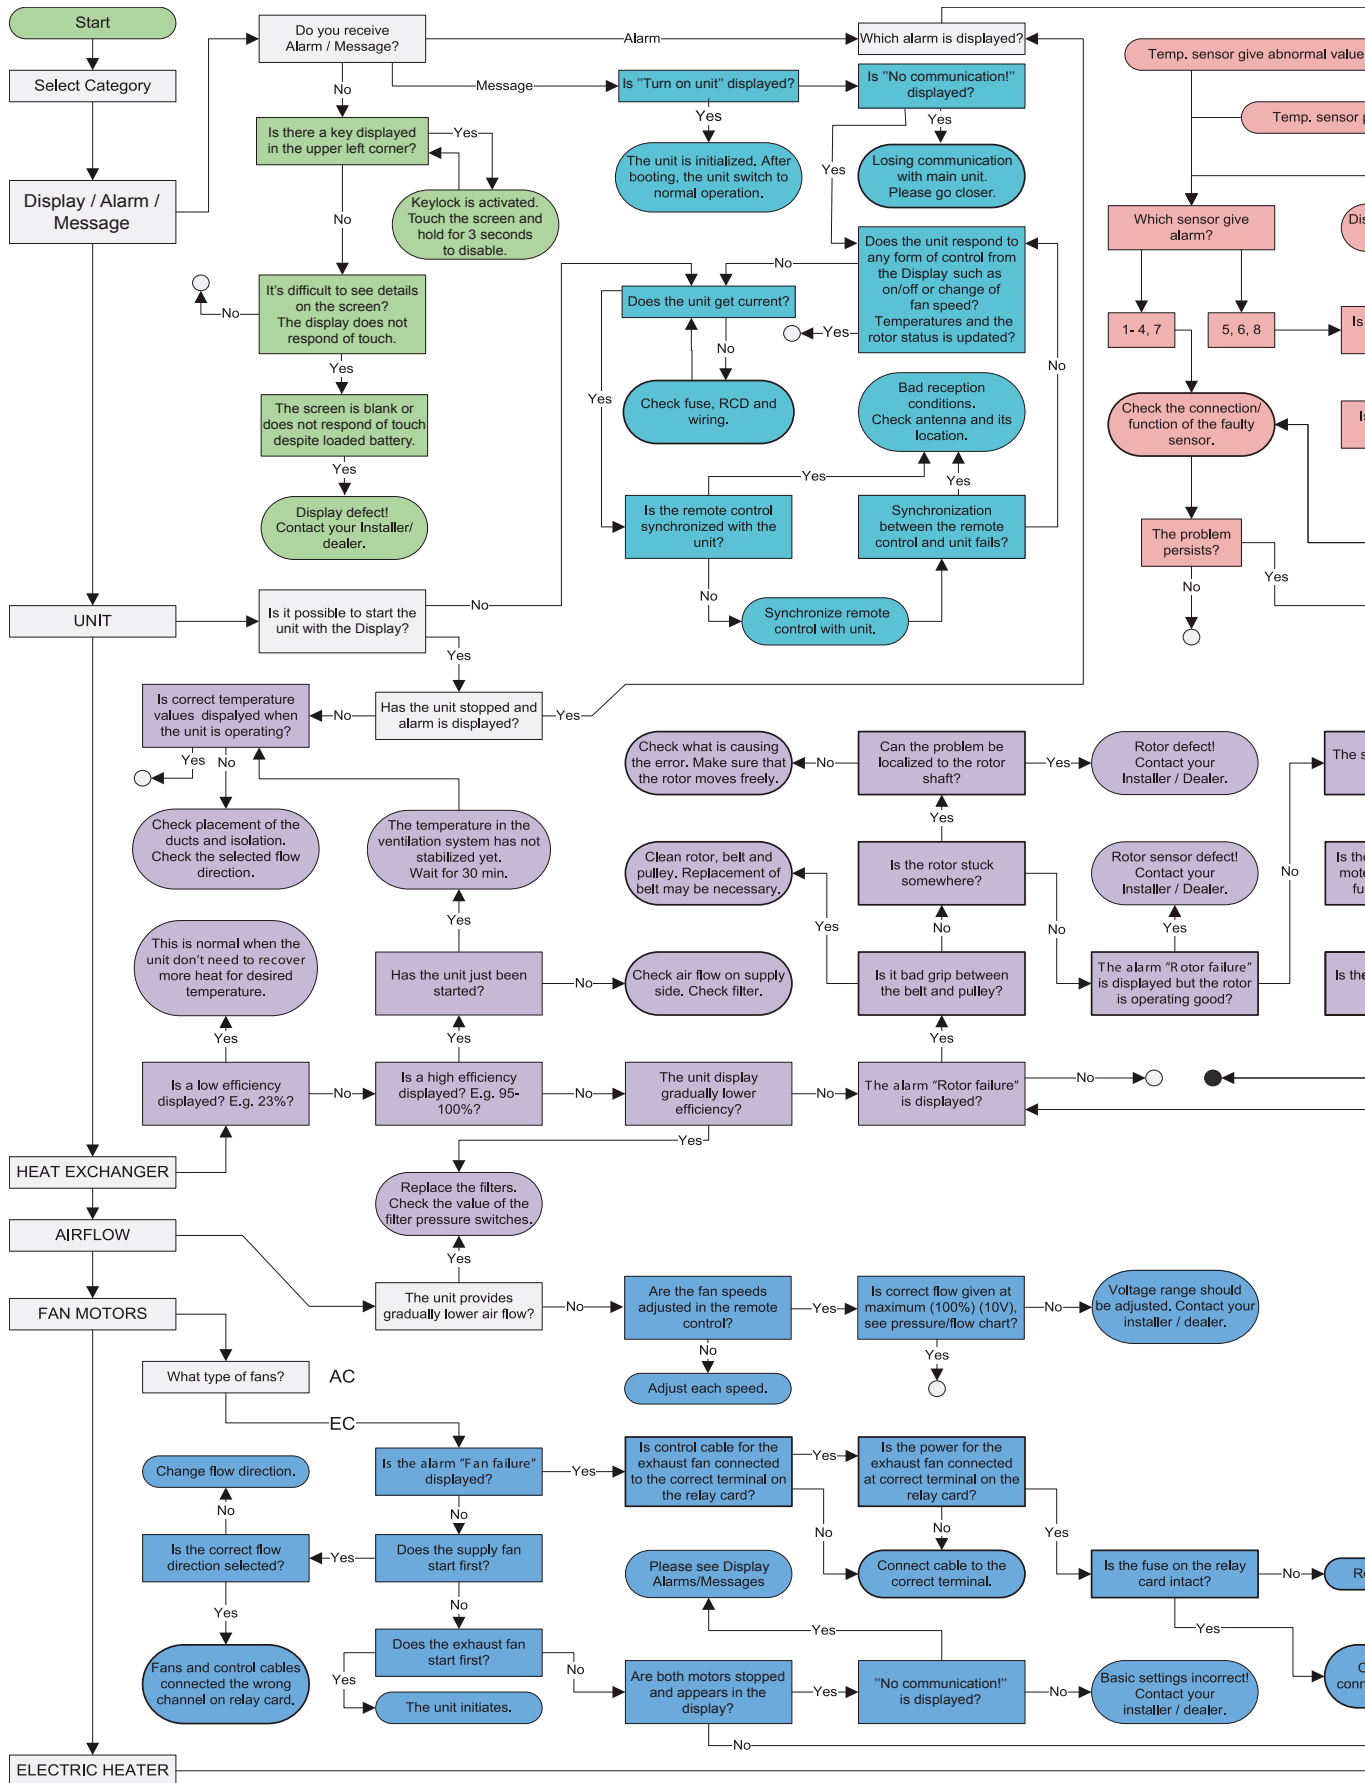 Start
Select Category
Display / Alarm /
Message
Do you receive
Alarm / Message?
Alarm
Which alarm is displayed?
Message
No
Is "Turn on unit" displayed?
Yes
Is "No communication!"
displayed?
Yes
Yes
The unit is initialized. After
booting, the unit switch to
normal operation.
Losing communication
with main unit.
Please go closer.
Is there a key displayed
in the upper left corner?
Yes
Keylock is activated.
Touch the screen and
hold for 3 seconds
to disable.
No
It's difficult to see details
on the screen?
The display does not
respond of touch.
No
Yes
The screen is blank or
does not respond of touch
despite loaded battery.
Yes
Display defect!
Contact your Installer/
dealer.
Does the unit respond to
any form of control from
the Display such as
on/off or change of
fan speed?
Temperatures and the
rotor status is updated?
No
Yes
Does the unit get current?
No
Yes
Check fuse, RCD and
wiring.
Bad reception
conditions.
Check antenna and its
location.
Yes
Yes
No
Is the remote control
synchronized with the
unit?
Synchronization
between the remote
control and unit fails?
No
Synchronize remote
control with unit.
Temp. sensor give abnormal value
Temp. sensor p
Which sensor give
alarm?
Dis
1- 4, 7
5, 6, 8
Is
Check the connection/
function of the faulty
sensor.
Is
The problem
persists?
No
Yes
UNIT
Is it possible to start the
unit with the Display?
No
Yes
Has the unit stopped and
alarm is displayed?
No
Yes
Is correct temperature
values dispalyed when
the unit is operating?
Yes
No
Check placement of the
ducts and isolation.
Check the selected flow
direction.
The temperature in the
ventilation system has not
stabilized yet.
Wait for 30 min.
Yes
This is normal when the
unit don't need to recover
more heat for desired
temperature.
Yes
Has the unit just been
started?
No
Check air flow on supply
side. Check filter.
Yes
Is a low efficiency
displayed? E.g. 23%?
No
Is a high efficiency
displayed? E.g. 95-
100%?
No
The unit display
gradually lower
efficiency?
No
The alarm "Rotor failure"
is displayed?
No
Yes
Yes
Is it bad grip between
the belt and pulley?
Yes
No
Clean rotor, belt and
pulley. Replacement of
belt may be necessary.
Is the rotor stuck
somewhere?
Yes
No
Check what is causing
the error. Make sure that
the rotor moves freely.
No
Can the problem be
localized to the rotor
shaft?
Yes
Rotor defect!
Contact your
Installer / Dealer.
Rotor sensor defect!
Contact your
Installer / Dealer.
Yes
The alarm "Rotor failure"
is displayed but the rotor
is operating good?
No
The s
Is the
mote
fu
Is the
HEAT EXCHANGER
Replace the filters.
Check the value of the
filter pressure switches.
AIRFLOW
Yes
The unit provides
gradually lower air flow?
No
Are the fan speeds
adjusted in the remote
control?
Yes
Is correct flow given at
maximum (100%) (10V),
see pressure/flow chart?
No
Voltage range should
be adjusted. Contact your
installer / dealer.
No
Yes
Adjust each speed.
FAN MOTORS
What type of fans?
AC
EC
Is the alarm "Fan failure"
displayed?
Yes
Is control cable for the
exhaust fan connected
to the correct terminal on
the relay card?
Yes
Is the power for the
exhaust fan connected
at correct terminal on the
relay card?
No
No
Yes
Connect cable to the
correct terminal.
Is the fuse on the relay
card intact?
No
Re
Yes
C
conn
No
Change flow direction.
No
Is the correct flow
direction selected?
Yes
Does the supply fan
start first?
Yes
No
Fans and control cables
connected the wrong
channel on relay card.
Does the exhaust fan
start first?
Yes
No
The unit initiates.
Please see Display
Alarms/Messages
Yes
Are both motors stopped
and appears in the
display?
Yes
"No communication!"
is displayed?
No
Basic settings incorrect!
Contact your
installer / dealer.
No
ELECTRIC HEATER